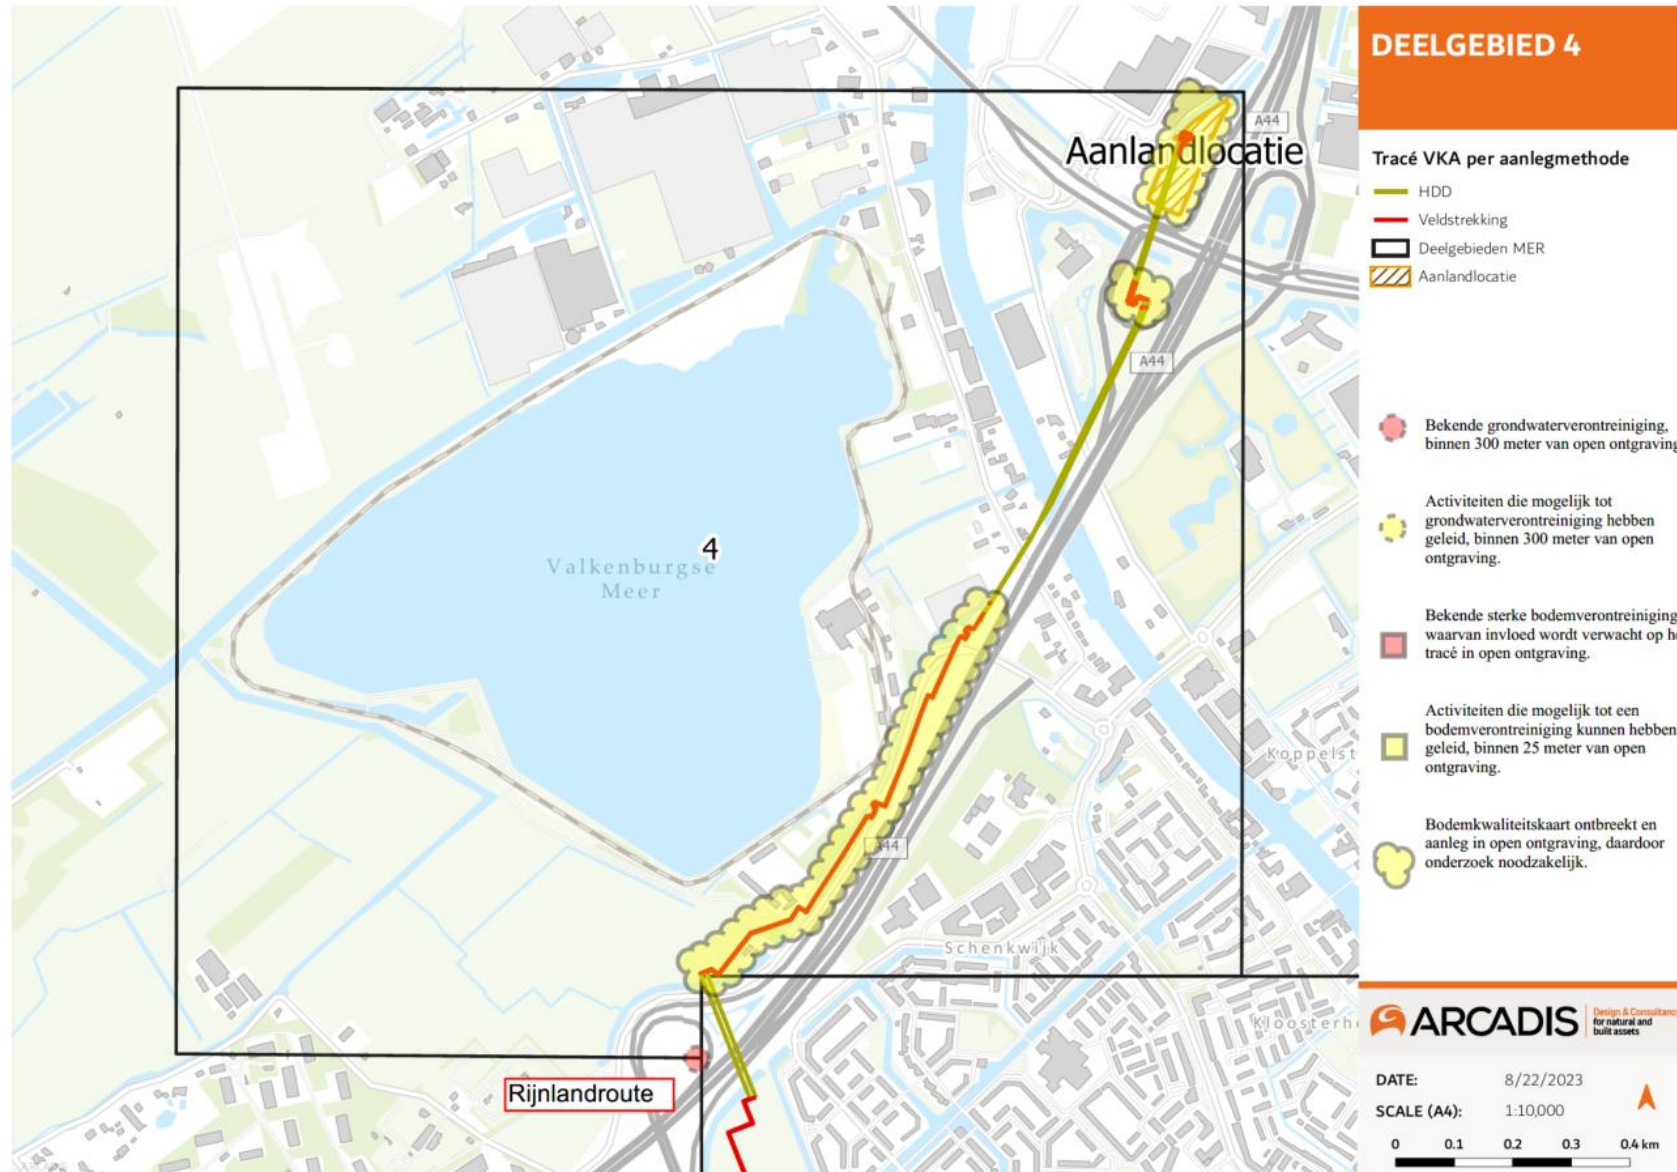 DEELGEBIED 4
Tracé VKA per aanlegmethode
HDD
Veldstrekking
Deelgebieden MER
Aanlandlocatie
Bekende grondwaterverontreiniging,
binnen 300 meter van open ontgraving
Activiteiten die mogelijk tot
grondwaterverontreiniging hebben
geleid, binnen 300 meter van open
ontgraving.
Bekende sterke bodemverontreiniging
waarvan invloed wordt verwacht op he
tracé in open ontgraving.
Activiteiten die mogelijk tot een
bodemverontreiniging kunnen hebben
geleid, binnen 25 meter van open
ontgraving.
Bodemkwaliteitskaart ontbreekt en
aanleg in open ontgraving, daardoor
onderzoek noodzakelijk.
ARCADIS
Design & Consultancy
for natural and
built assets
DATE: 8/22/2023
SCALE (A4): 1:10,000
0 0.1 0.2 0.3 0.4 km
A44
Aanlandlocatie
A44
4
Valkenburgse
Meer
Koppelst
A44
Schenkwijk
Kloosterh
Rijnlandroute